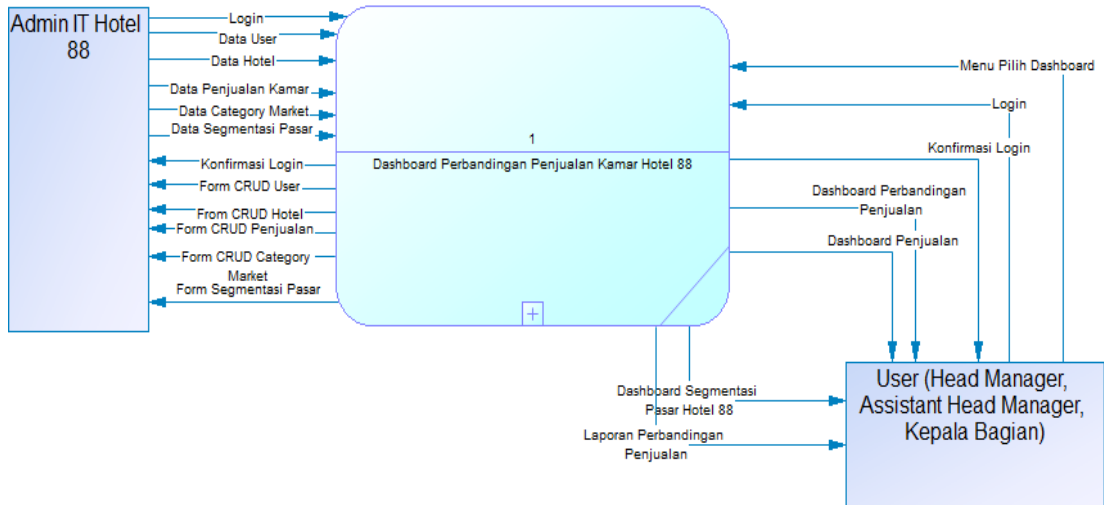 Admin IT Hotel
88
Login
Data User
Data Hotel
Data Penjualan Kamar
Data Category Market
Data Segmentasi Pasar
Konfirmasi Login
Form CRUD User
From CRUD Hotel
Form CRUD Penjualan
Form CRUD Category
Market
Form Segmentasi Pasar
1
Dashboard Perbandingan Penjualan Kamar Hotel 88
Menu Pilih Dashboard
Login
Konfirmasi Login
Dashboard Perbandingan
Penjualan
Dashboard Penjualan
Dashboard Segmentasi
Pasar Hotel 88
Laporan Perbandingan
Penjualan
User (Head Manager,
Assistant Head Manager,
Kepala Bagian)